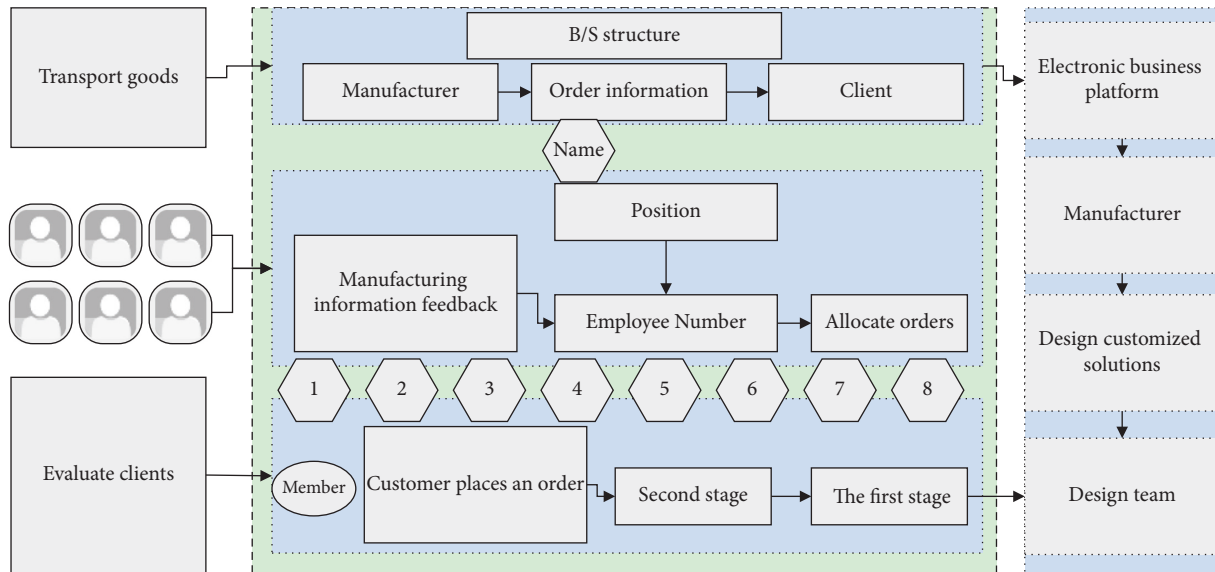 Transport goods
B/S structure
Manufacturer
Order information
Client
Electronic business
platform
Name
Position
Manufacturer
Manufacturing
information feedback
Employee Number
Allocate orders
Design customized
solutions
1
2
3
4
5
6
7
8
Evaluate clients
Member
Customer places an order
Second stage
The first stage
Design team